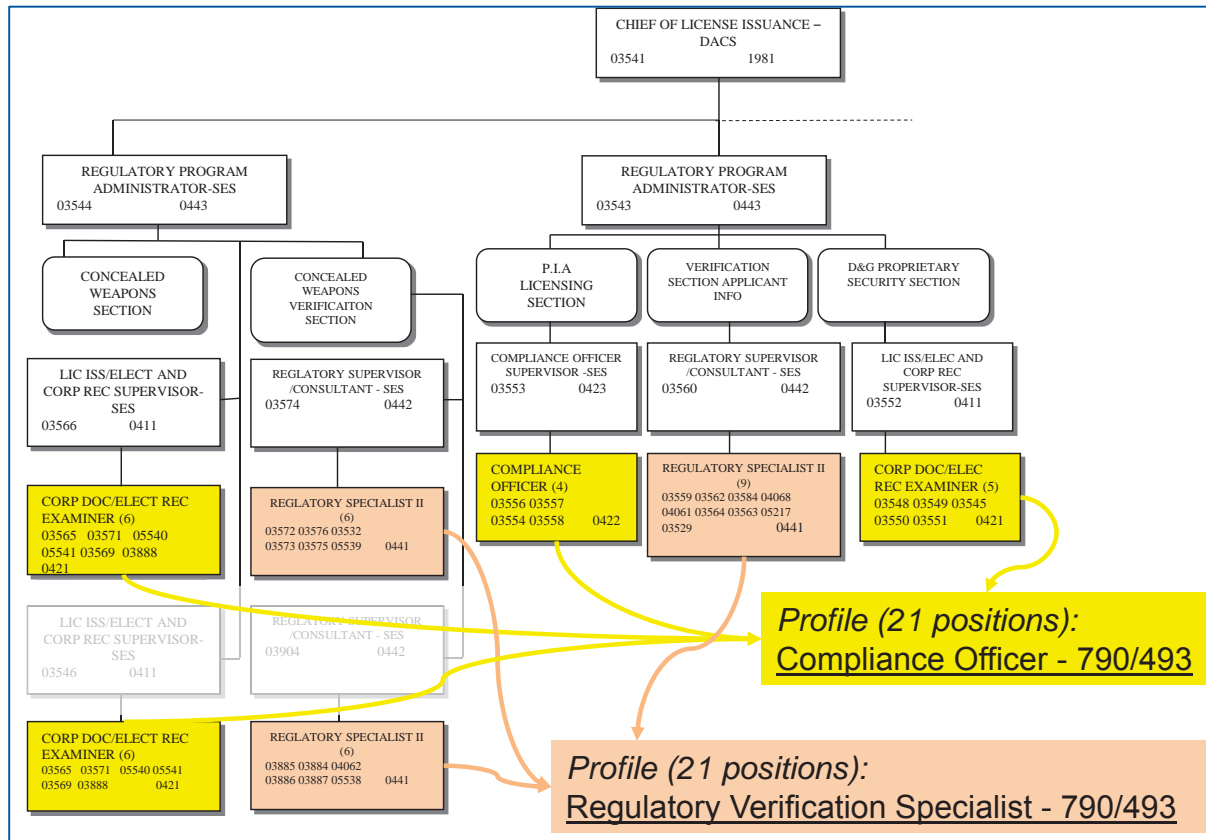 CHIEF OF LICENSE ISSUANCE –
DACS
03541 1981
REGULATORY PROGRAM
ADMINISTRATOR-SES
03544 0443
REGULATORY PROGRAM
ADMINISTRATOR-SES
03543 0443
CONCEALED
WEAPONS
SECTION
CONCEALED
WEAPONS
VERIFICAITON
SECTION
P.I.A
LICENSING
SECTION
VERIFICATION
SECTION APPLICANT
INFO
D&G PROPRIETARY
SECURITY SECTION
LIC ISS/ELECT AND
CORP REC SUPERVISOR-
SES
03566 0411
REGLATORY SUPERVISOR
/CONSULTANT - SES
03574 0442
COMPLIANCE OFFICER
SUPERVISOR -SES
03553 0423
REGLATORY SUPERVISOR
/CONSULTANT - SES
03560 0442
LIC ISS/ELEC AND
CORP REC
SUPERVISOR-SES
03552 0411
CORP DOC/ELECT REC
EXAMINER (6)
03565 03571 05540
05541 03569 03888
0421
REGLATORY SPECIALIST II
(6)
03572 03576 03532
03573 03575 05539 0441
COMPLIANCE
OFFICER (4)
03556 03557
03554 03558 0422
REGULATORY SPECIALIST II
(9)
03559 03562 03584 04068
04061 03564 03563 05217
03529 0441
CORP DOC/ELEC
REC EXAMINER (5)
03548 03549 03545
03550 03551 0421
LIC ISS/ELECT AND
CORP REC SUPERVISOR-
SES
03546 0411
REGLATORY SUPERVISOR
/CONSULTANT - SES
03904 0442
CORP DOC/ELECT REC
EXAMINER (6)
03565 03571 05540 05541
03569 03888 0421
REGLATORY SPECIALIST II
(6)
03885 03884 04062
03886 03887 05538 0441
Profile (21 positions):
Compliance Officer - 790/493
Profile (21 positions):
Regulatory Verification Specialist - 790/493